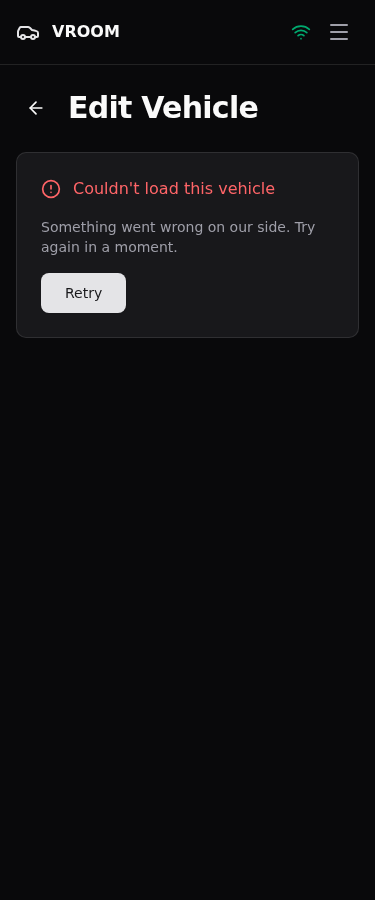 VROOM
Edit Vehicle
Couldn't load this vehicle
Something went wrong on our side. Try
again in a moment.
Retry